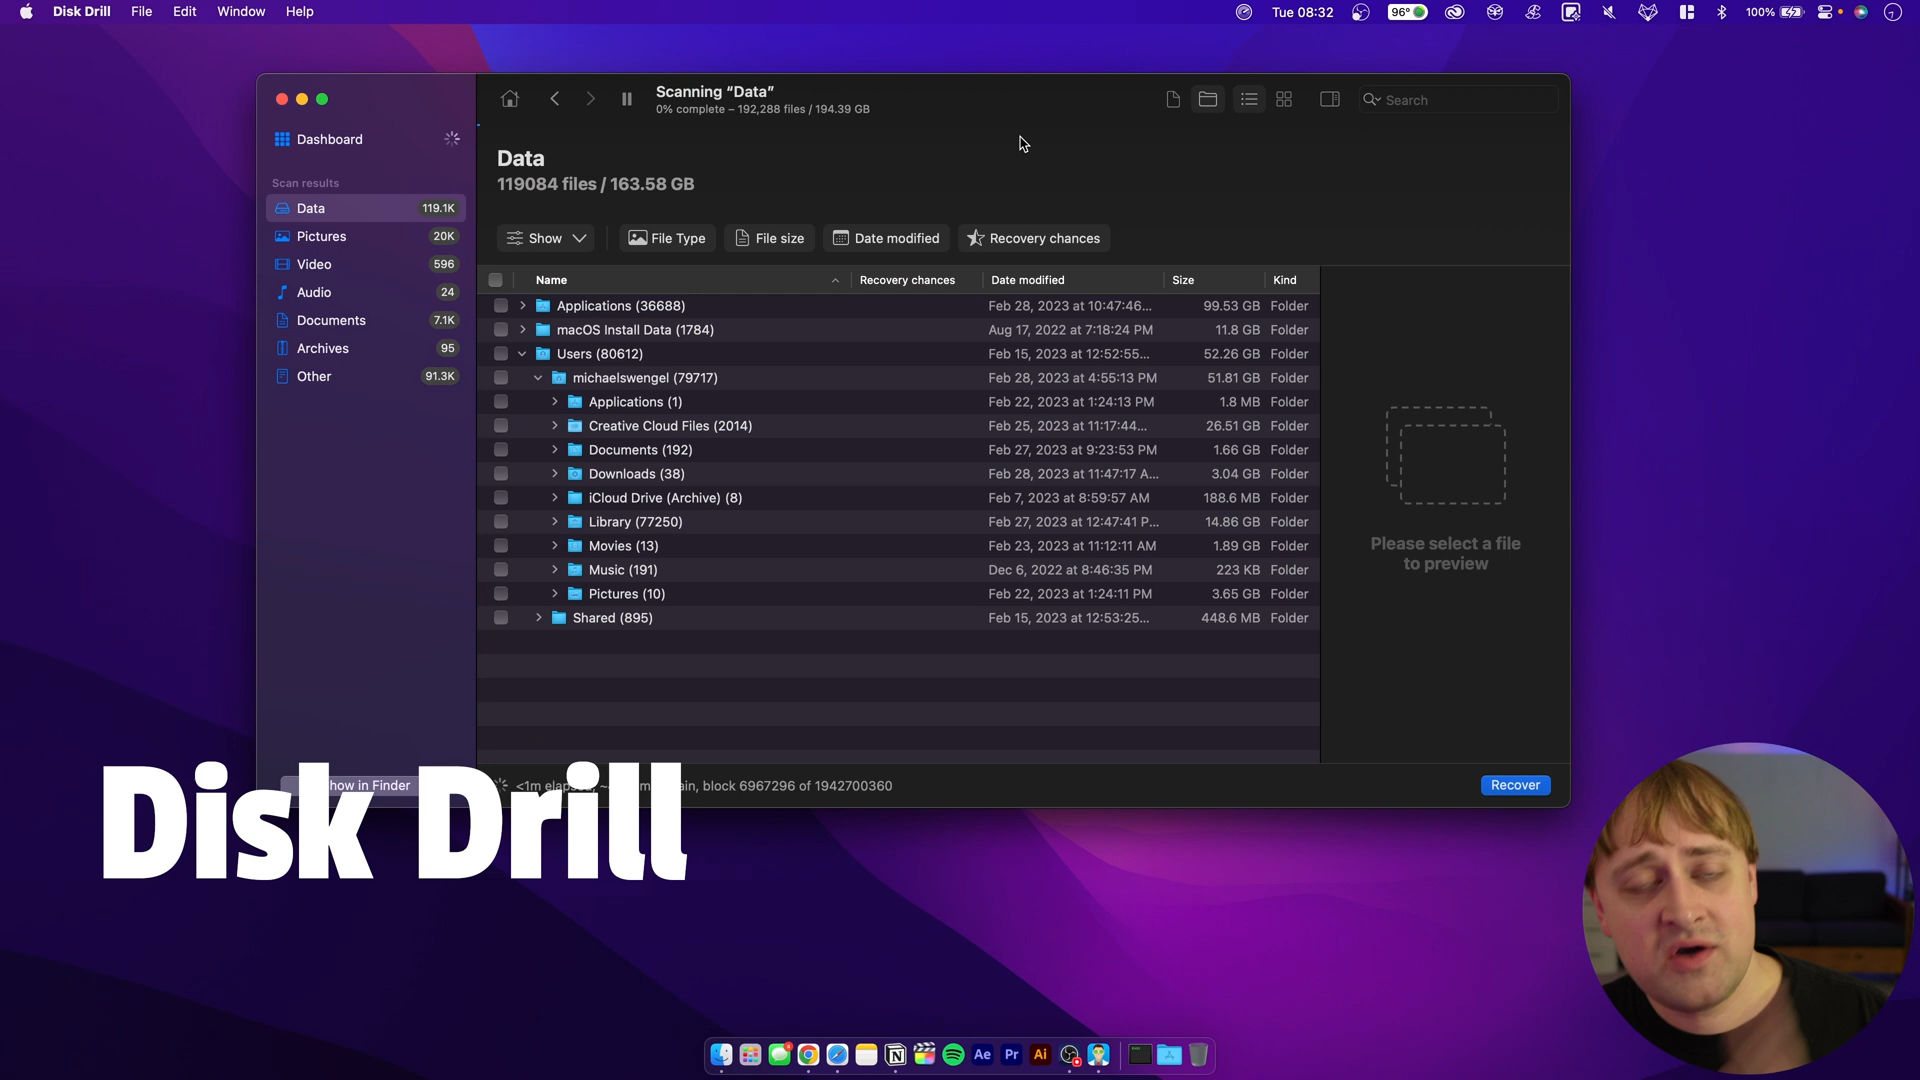 Disk Drill File Edit Window Help
Tue 08:32 96° 100%
Scanning “Data”
0% complete – 192,288 files / 194.39 GB
Search
Dashboard
Scan results
Data 119.1K
Pictures 20K
Video 596
Audio 24
Documents 7.1K
Archives 95
Other 91.3K
Data
119084 files / 163.58 GB
Show File Type File size Date modified Recovery chances
Name Recovery chances Date modified Size Kind
Applications (36688) Feb 28, 2023 at 10:47:46... 99.53 GB Folder
macOS Install Data (1784) Aug 17, 2022 at 7:18:24 PM 11.8 GB Folder
Users (80612) Feb 15, 2023 at 12:52:55... 52.26 GB Folder
michaelswengel (79717) Feb 28, 2023 at 4:55:13 PM 51.81 GB Folder
Applications (1) Feb 22, 2023 at 1:24:13 PM 1.8 MB Folder
Creative Cloud Files (2014) Feb 25, 2023 at 11:17:44... 26.51 GB Folder
Documents (192) Feb 27, 2023 at 9:23:53 PM 1.66 GB Folder
Downloads (38) Feb 28, 2023 at 11:47:17 A... 3.04 GB Folder
iCloud Drive (Archive) (8) Feb 7, 2023 at 8:59:57 AM 188.6 MB Folder
Library (77250) Feb 27, 2023 at 12:47:41 P... 14.86 GB Folder
Movies (13) Feb 23, 2023 at 11:12:11 AM 1.89 GB Folder
Music (191) Dec 6, 2022 at 8:46:35 PM 223 KB Folder
Pictures (10) Feb 22, 2023 at 1:24:11 PM 3.65 GB Folder
Shared (895) Feb 15, 2023 at 12:53:25... 448.6 MB Folder
Please select a file
to preview
how in Finder
<1m block 6967296 of 1942700360
Recover
Disk Drill
Ae Pr Ai